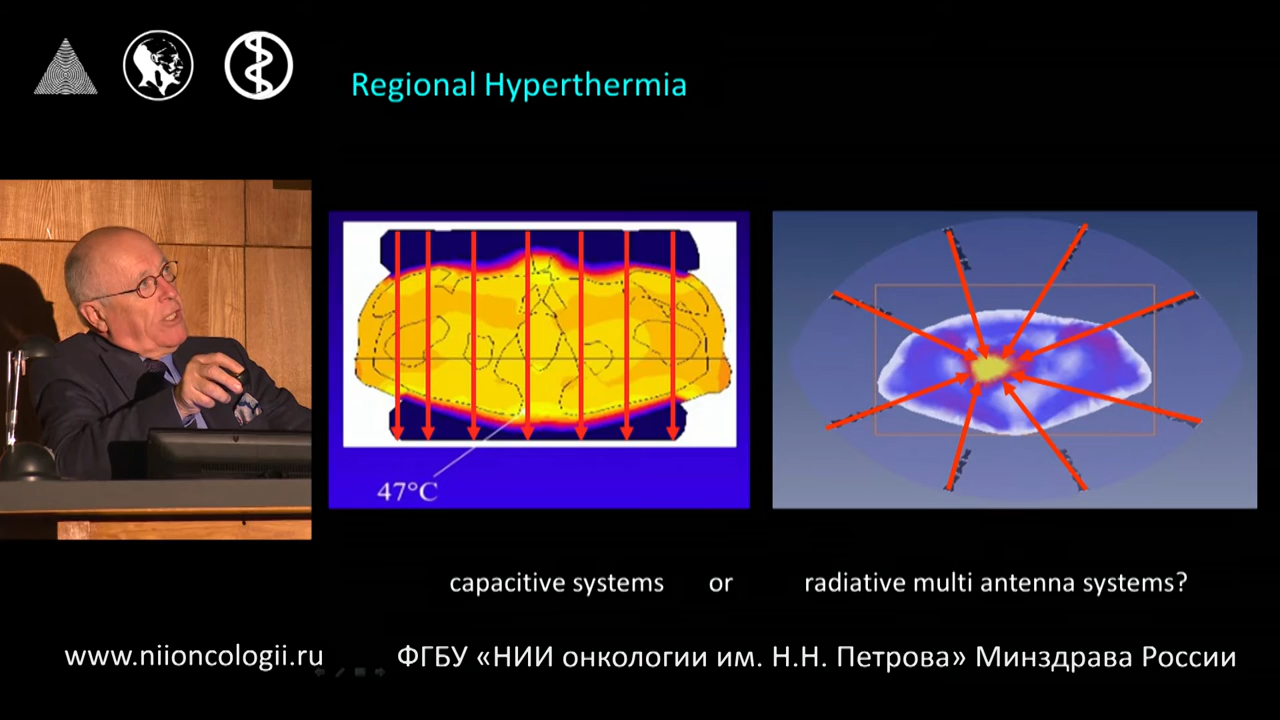 Regional Hyperthermia
47°C
capacitive systems or radiative multi antenna systems?
www.niioncologii.ru ФГБУ «НИИ онкологии им. Н.Н. Петрова» Минздрава России